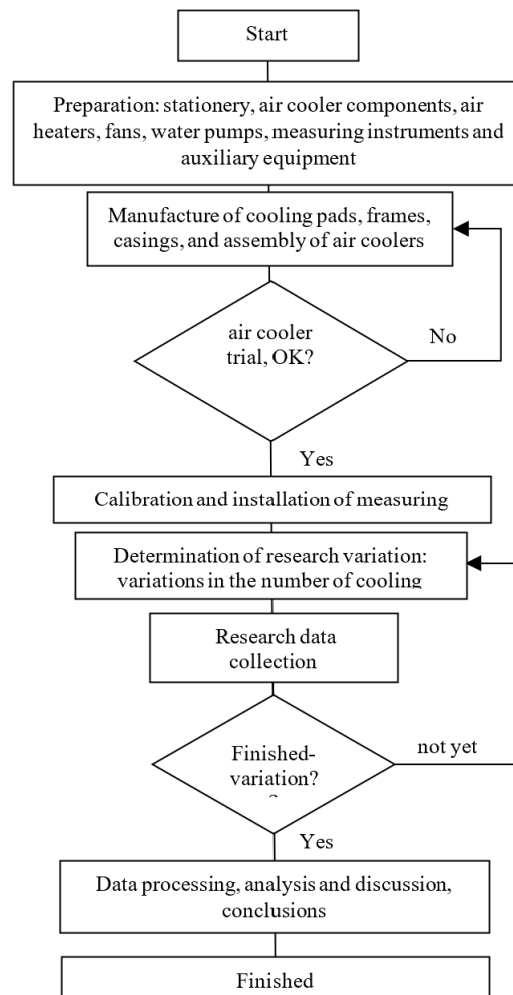 Start
Preparation: stationery, air cooler components, air
heaters, fans, water pumps, measuring instruments and
auxiliary equipment
Manufacture of cooling pads, frames,
casings, and assembly of air coolers
air cooler
trial, OK?
No
Yes
Calibration and installation of measuring
Determination of research variation:
variations in the number of cooling
Research data
collection
Finished-
variation?
not yet
Yes
Data processing, analysis and discussion,
conclusions
Finished